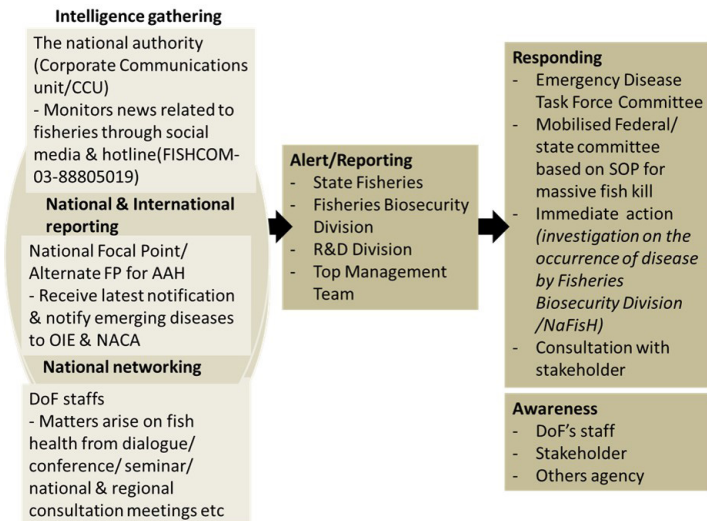 Intelligence gathering
The national authority
(Corporate Communications
unit/CCU)
- Monitors news related to
fisheries through social
media & hotline(FISHCOM-
03-88805019)
National & International
reporting
National Focal Point/
Alternate FP for AAH
- Receive latest notification
& notify emerging diseases
to OIE & NACA
National networking
DoF staffs
- Matters arise on fish
health from dialogue/
conference/ seminar/
national & regional
consultation meetings etc
Alert/Reporting
- State Fisheries
- Fisheries Biosecurity
Division
- R&D Division
- Top Management
Team
Responding
- Emergency Disease
Task Force Committee
- Mobilised Federal/
state committee
based on SOP for
massive fish kill
- Immediate action
(investigation on the
occurrence of disease
by Fisheries
Biosecurity Division
/NaFisH)
- Consultation with
stakeholder
Awareness
- DoF's staff
- Stakeholder
- Others agency